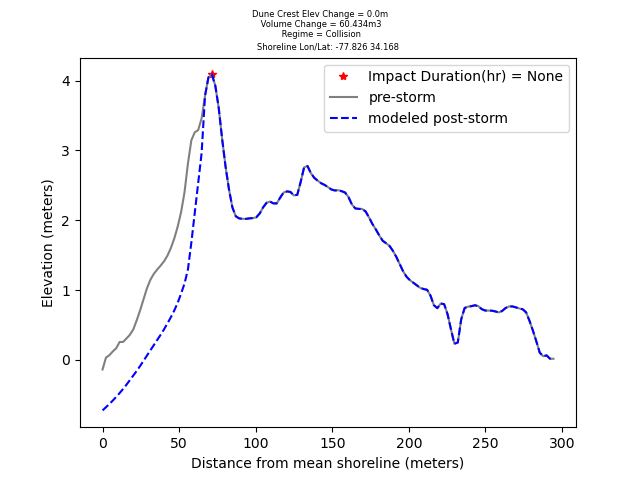 Dune Crest Elev Change = 0.0m
Volume Change = 60.434m3
Regime = Collision
Shoreline Lon/Lat: -77.826 34.168
Impact Duration(hr) = None
pre-storm
modeled post-storm
4
3
2
1
0
Elevation (meters)
0 50 100 150 200 250 300
Distance from mean shoreline (meters)